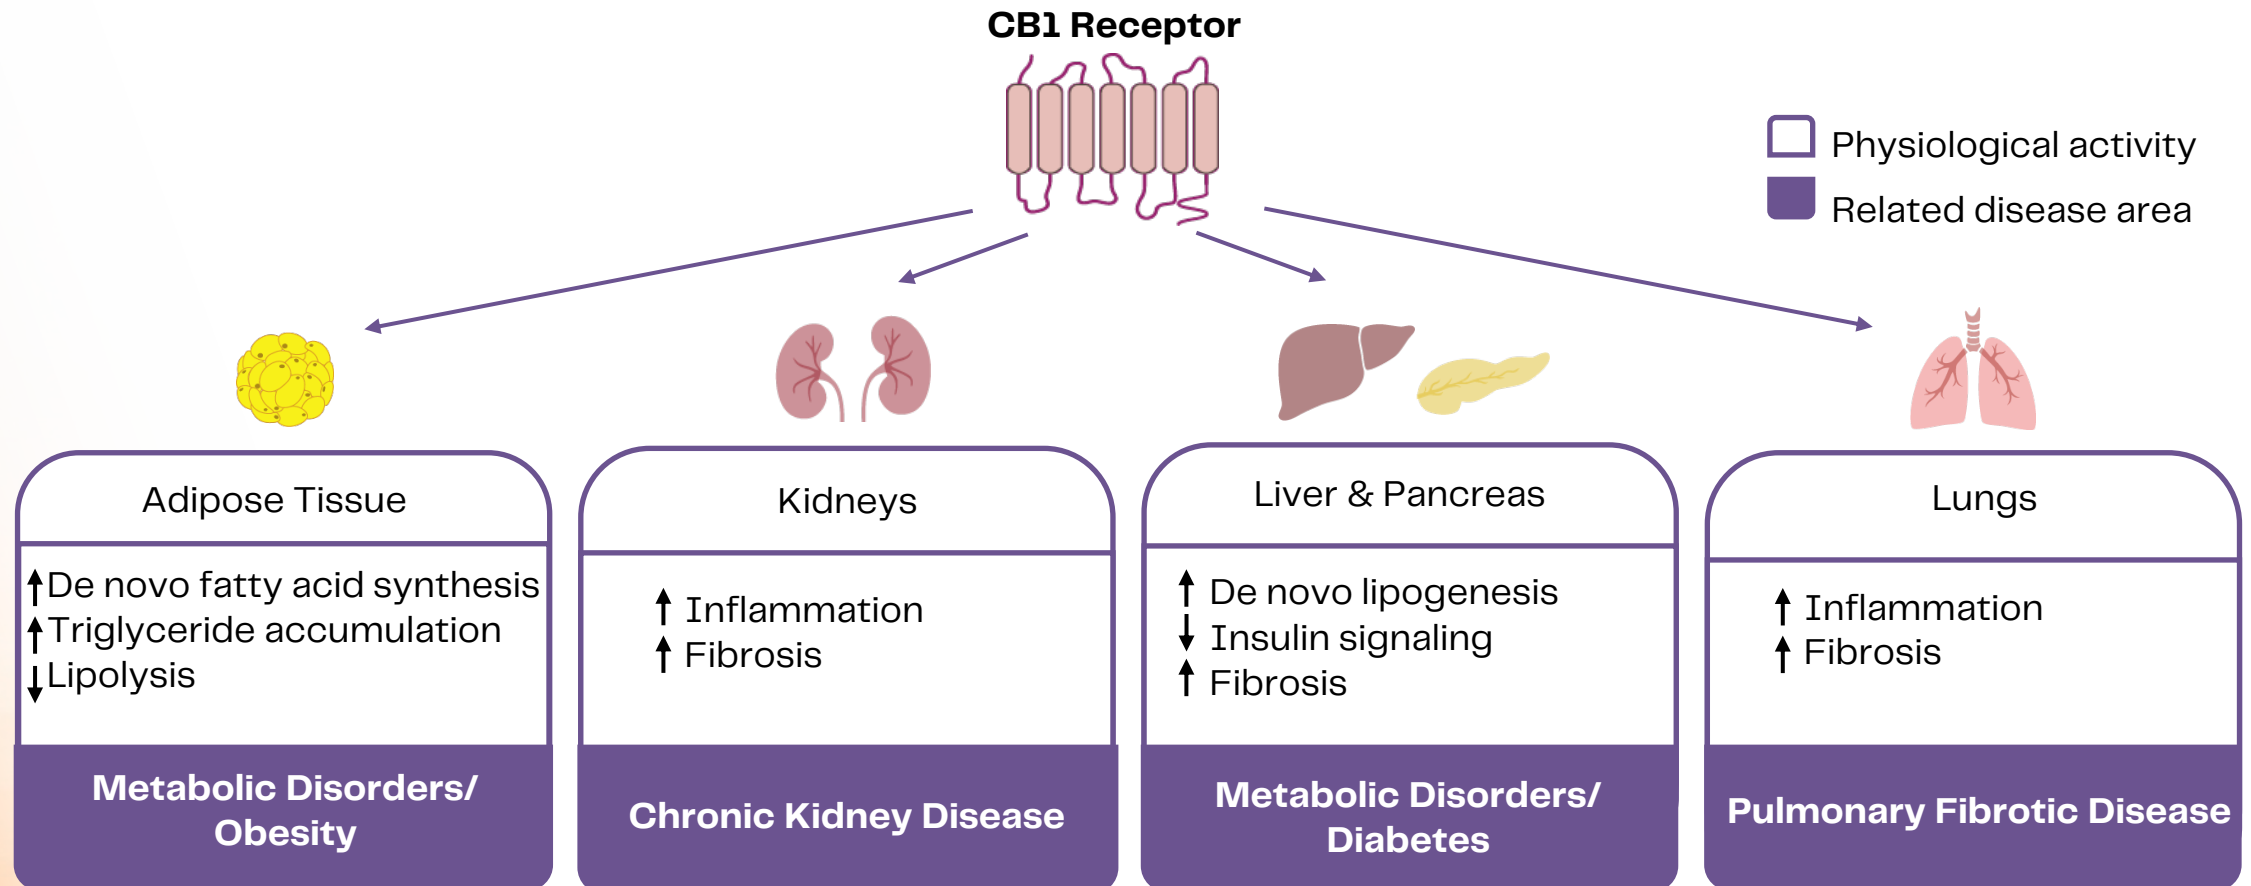 CB1 Receptor
Physiological activity
Related disease area
Adipose Tissue
↑De novo fatty acid synthesis
↑Triglyceride accumulation
↓Lipolysis
Metabolic Disorders/
Obesity
Kidneys
↑ Inflammation
↑ Fibrosis
Chronic Kidney Disease
Liver & Pancreas
↑ De novo lipogenesis
↓ Insulin signaling
↑ Fibrosis
Metabolic Disorders/
Diabetes
Lungs
↑ Inflammation
↑ Fibrosis
Pulmonary Fibrotic Disease